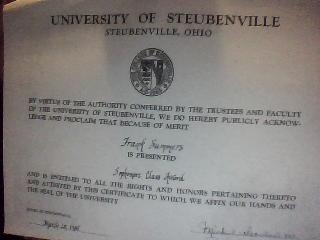 UNIVERSITY OF STEUBENVILLE
STEUBENVILLE, OHIO
BY VIRTUE OF THE AUTHORITY CONFERRED BY THE TRUSTEES AND FACULTY
OF THE UNIVERSITY OF STEUBENVILLE, WE DO HEREBY PUBLICLY ACKNOW-
LEDGE AND PROCLAIM THAT BECAUSE OF MERIT
Frank Summers
IS PRESENTED
Sophomore Class Award
AND IS ENTITLED TO ALL THE RIGHTS AND HONORS PERTAINING THERETO
AND ATTESTED BY THIS CERTIFICATE TO WHICH WE AFFIX OUR HANDS AND
THE SEAL OF THE UNIVERSITY
March